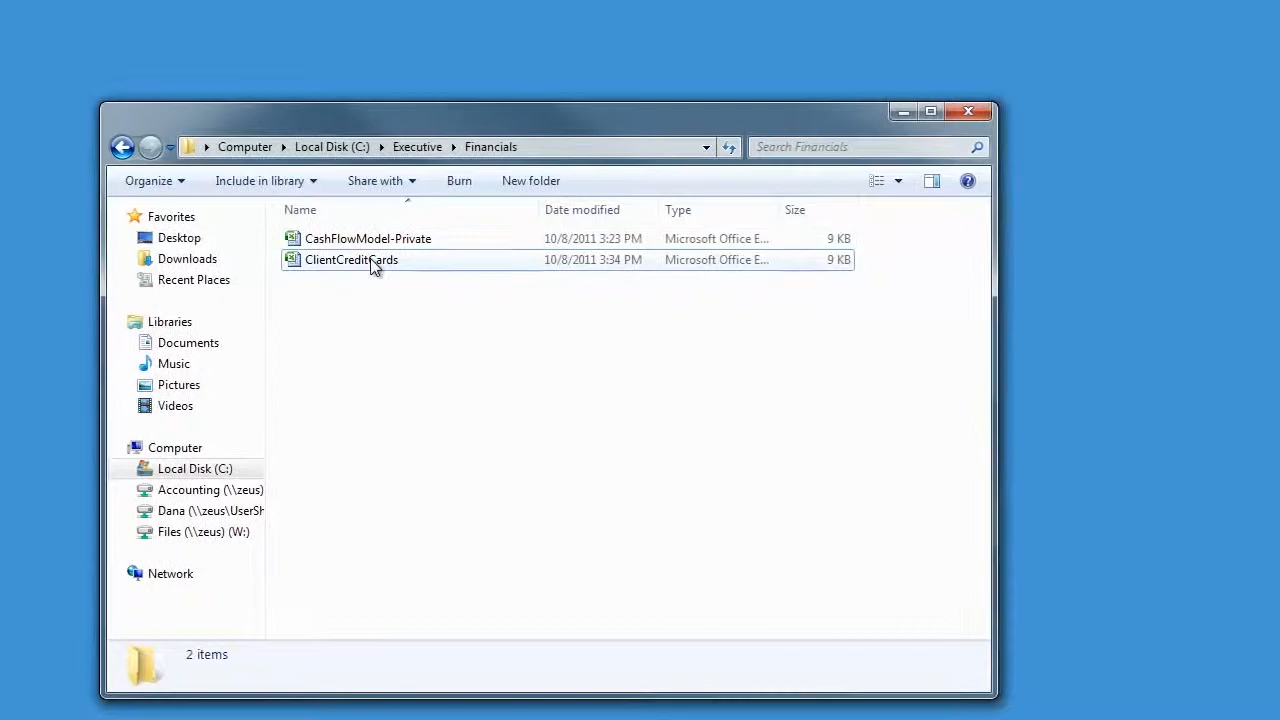 Computer Local Disk (C:) Executive Financials Search Financials
Organize Include in library Share with Burn New folder
Favorites
Desktop
Downloads
Recent Places
Libraries
Documents
Music
Pictures
Videos
Computer
Local Disk (C:)
Accounting (\\zeus)
Dana (\\zeus\UserSh
Files (\\zeus) (W:)
Network
Name Date modified Type Size
CashFlowModel-Private 10/8/2011 3:23 PM Microsoft Office E... 9 KB
ClientCreditCards 10/8/2011 3:34 PM Microsoft Office E... 9 KB
2 items